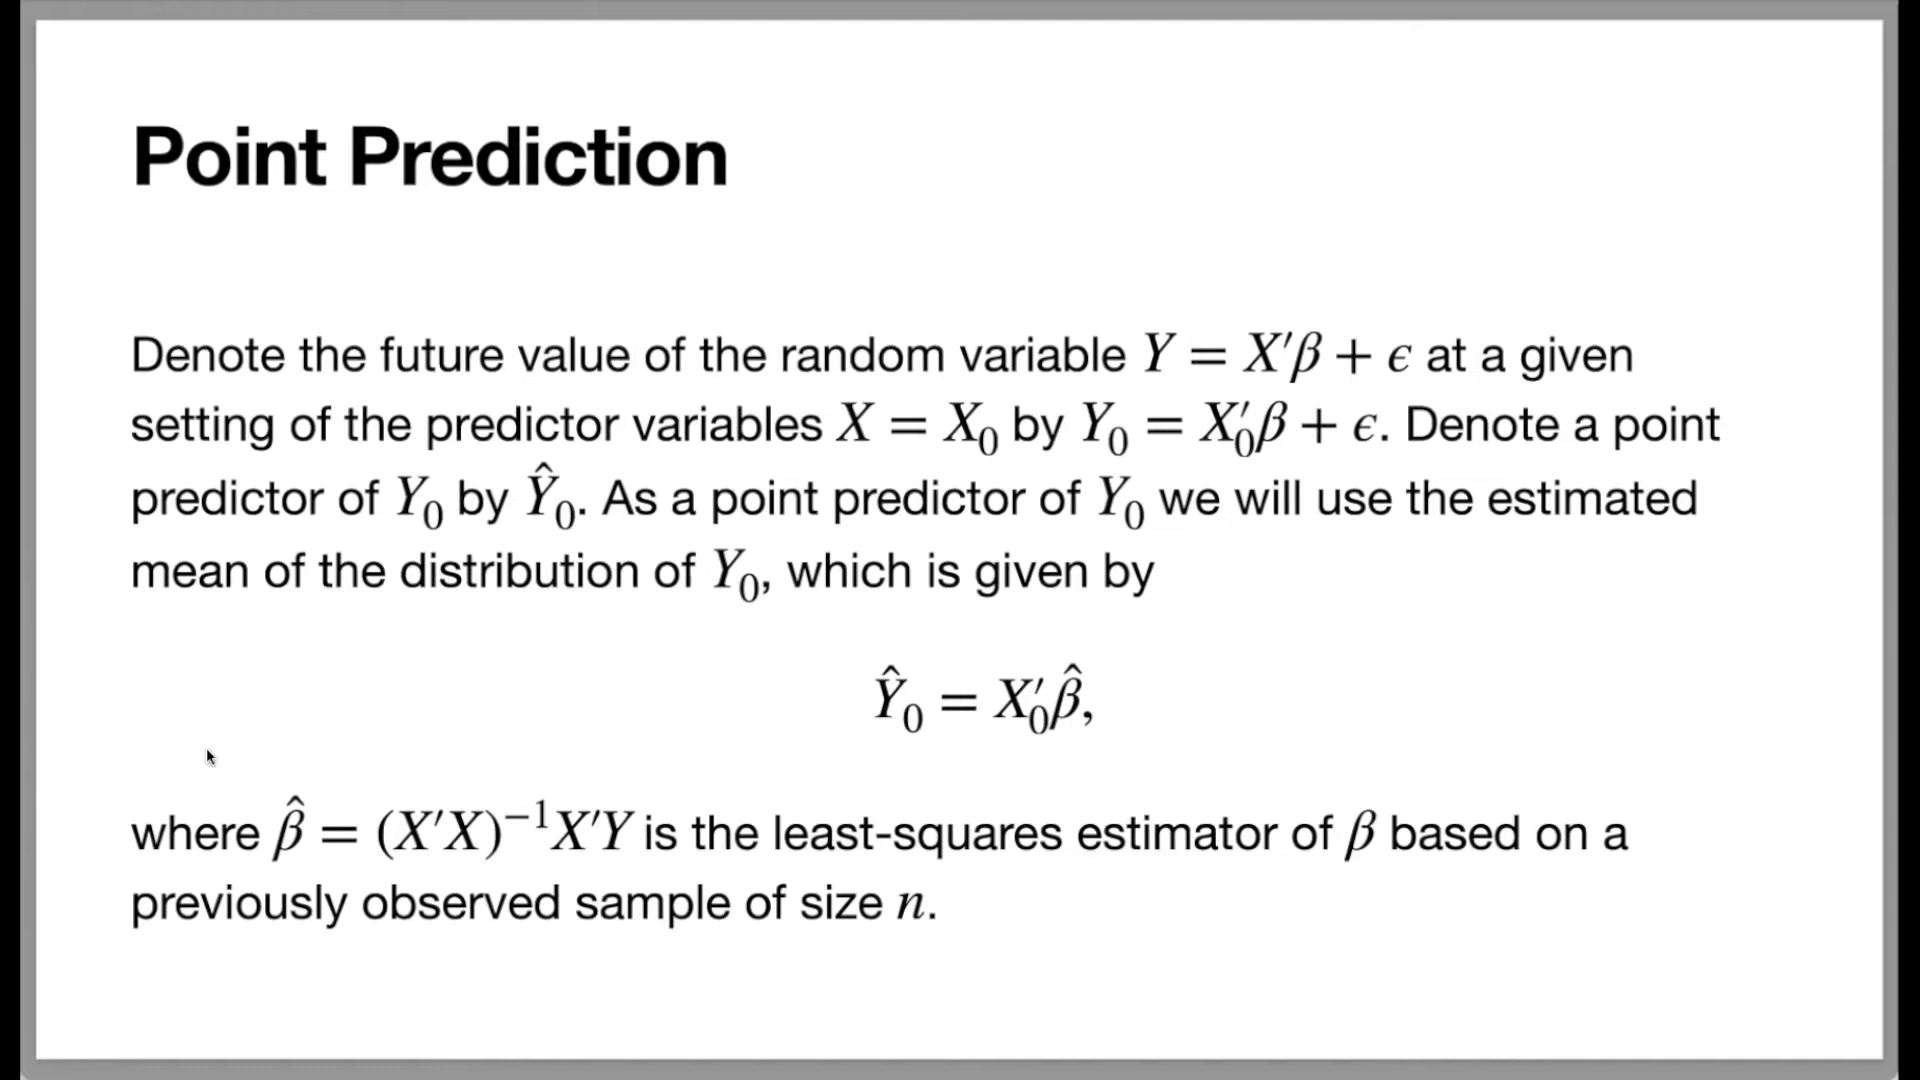 Point Prediction
Denote the future value of the random variable Y = X′β + ϵ at a given
setting of the predictor variables X = X₀ by Y₀ = X₀′β + ϵ. Denote a point
predictor of Y₀ by Ŷ₀. As a point predictor of Y₀ we will use the estimated
mean of the distribution of Y₀, which is given by
Ŷ₀ = X₀′β̂,
where β̂ = (X′X)⁻¹X′Y is the least-squares estimator of β based on a
previously observed sample of size n.